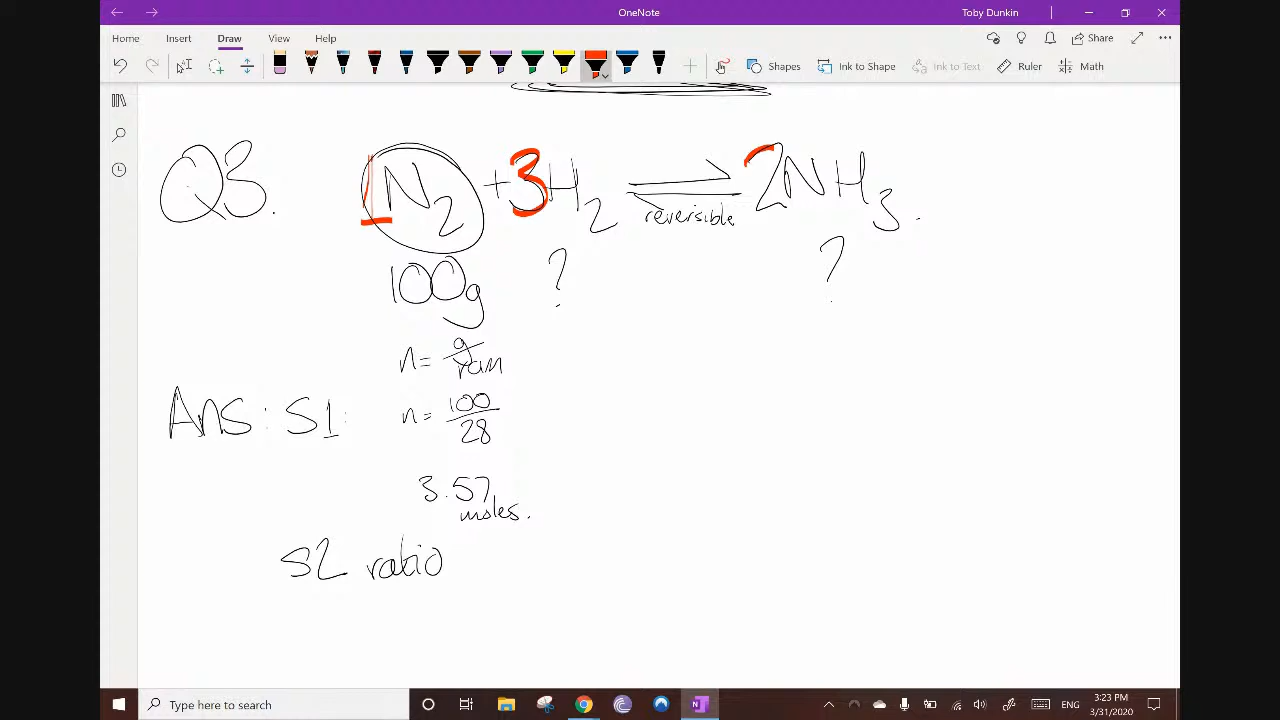 OneNote
Toby Dunkin
Home Insert Draw View Help
Share
Shapes Ink to Shape Ink to Text Ruler Math
Q3. 1N2 + 3H2 reversible 2NH3.
100g ? ?
n = g/ram
Ans: S1: n = 100/28
3.57
moles.
S2 ratio
Type here to search
ENG
3:23 PM
3/31/2020